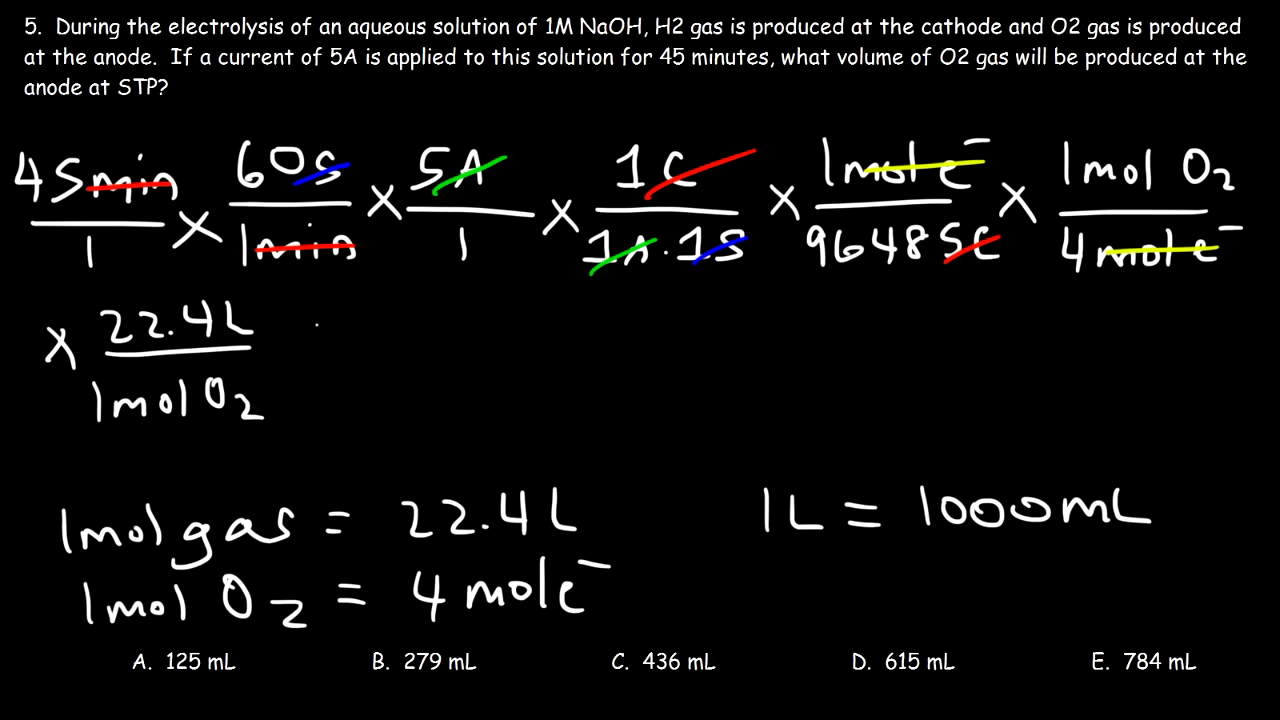 5. During the electrolysis of an aqueous solution of 1M NaOH, H2 gas is produced at the cathode and O2 gas is produced
at the anode. If a current of 5A is applied to this solution for 45 minutes, what volume of O2 gas will be produced at the
anode at STP?
45min/1 × 60s/1min × 5A/1 × 1C/1A·1s × 1mole⁻/96485C × 1mol O₂/4mole⁻
× 22.4L/1molO₂
1mol gas = 22.4L 1L = 1000mL
1mol O₂ = 4mole⁻
A. 125 mL B. 279 mL C. 436 mL D. 615 mL E. 784 mL